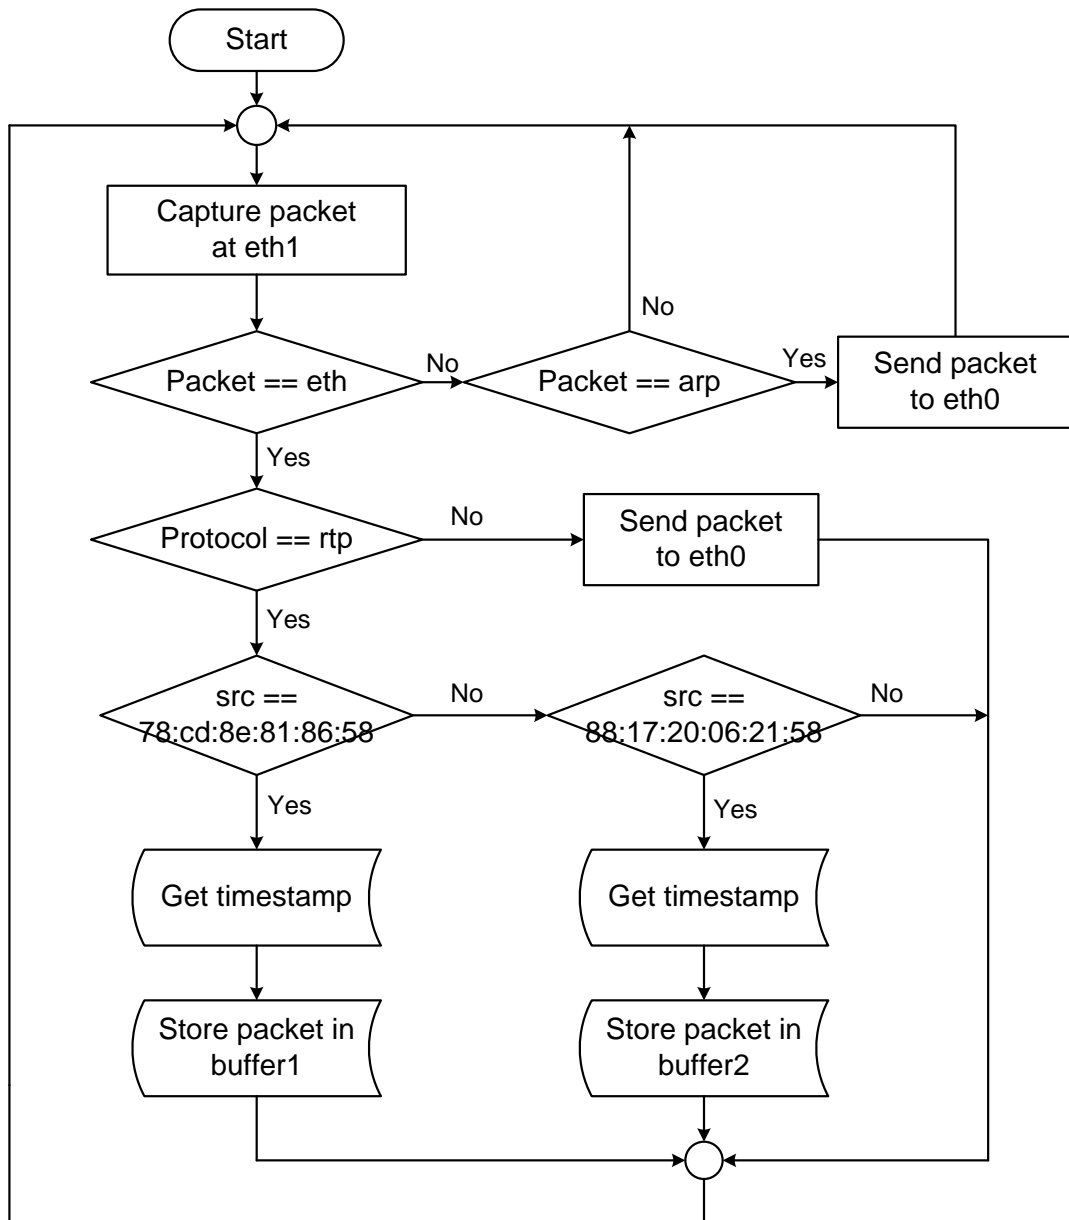 Start
Capture packet
at eth1
No
Packet == eth
No
Packet == arp
Yes
Send packet
to eth0
Yes
Protocol == rtp
No
Send packet
to eth0
Yes
src ==
78:cd:8e:81:86:58
No
src ==
88:17:20:06:21:58
No
Yes
Yes
Get timestamp
Get timestamp
Store packet in
buffer1
Store packet in
buffer2